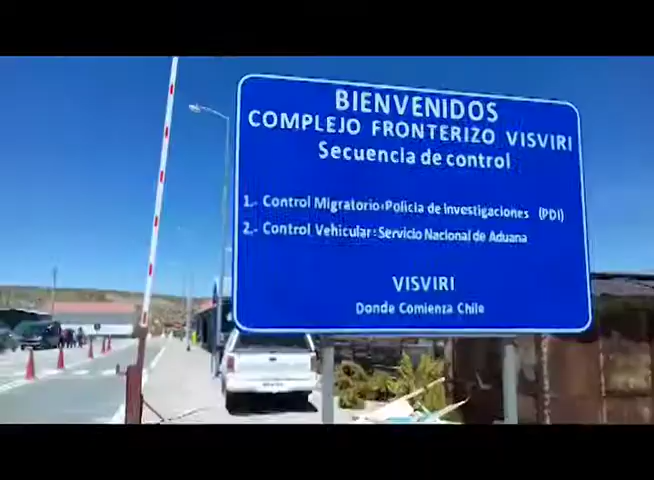 BIENVENIDOS
COMPLEJO FRONTERIZO VISVIRI
Secuencia de control
1.- Control Migratorio:Policia de Investigaciones (PDI)
2.- Control Vehicular: Servicio Nacional de Aduana
VISVIRI
Donde Comienza Chile